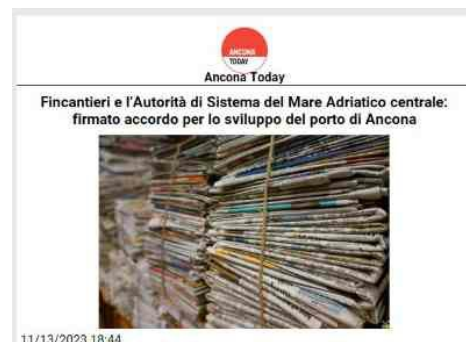 ANCONA
TODAY
Ancona Today
Fincantieri e l'Autorità di Sistema del Mare Adriatico centrale:
firmato accordo per lo sviluppo del porto di Ancona
11/13/2023 18:44